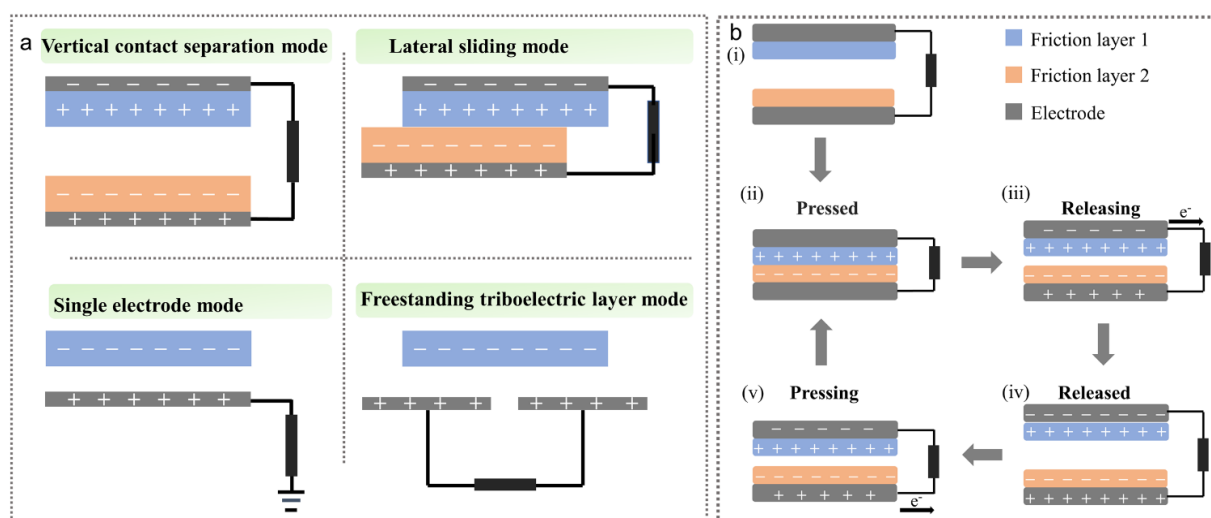 a
Vertical contact separation mode
Lateral sliding mode
Single electrode mode
Freestanding triboelectric layer mode
b
(i)
Friction layer 1
Friction layer 2
Electrode
(ii)
Pressed
(iii)
Releasing
e-
(v)
Pressing
e-
(iv)
Released